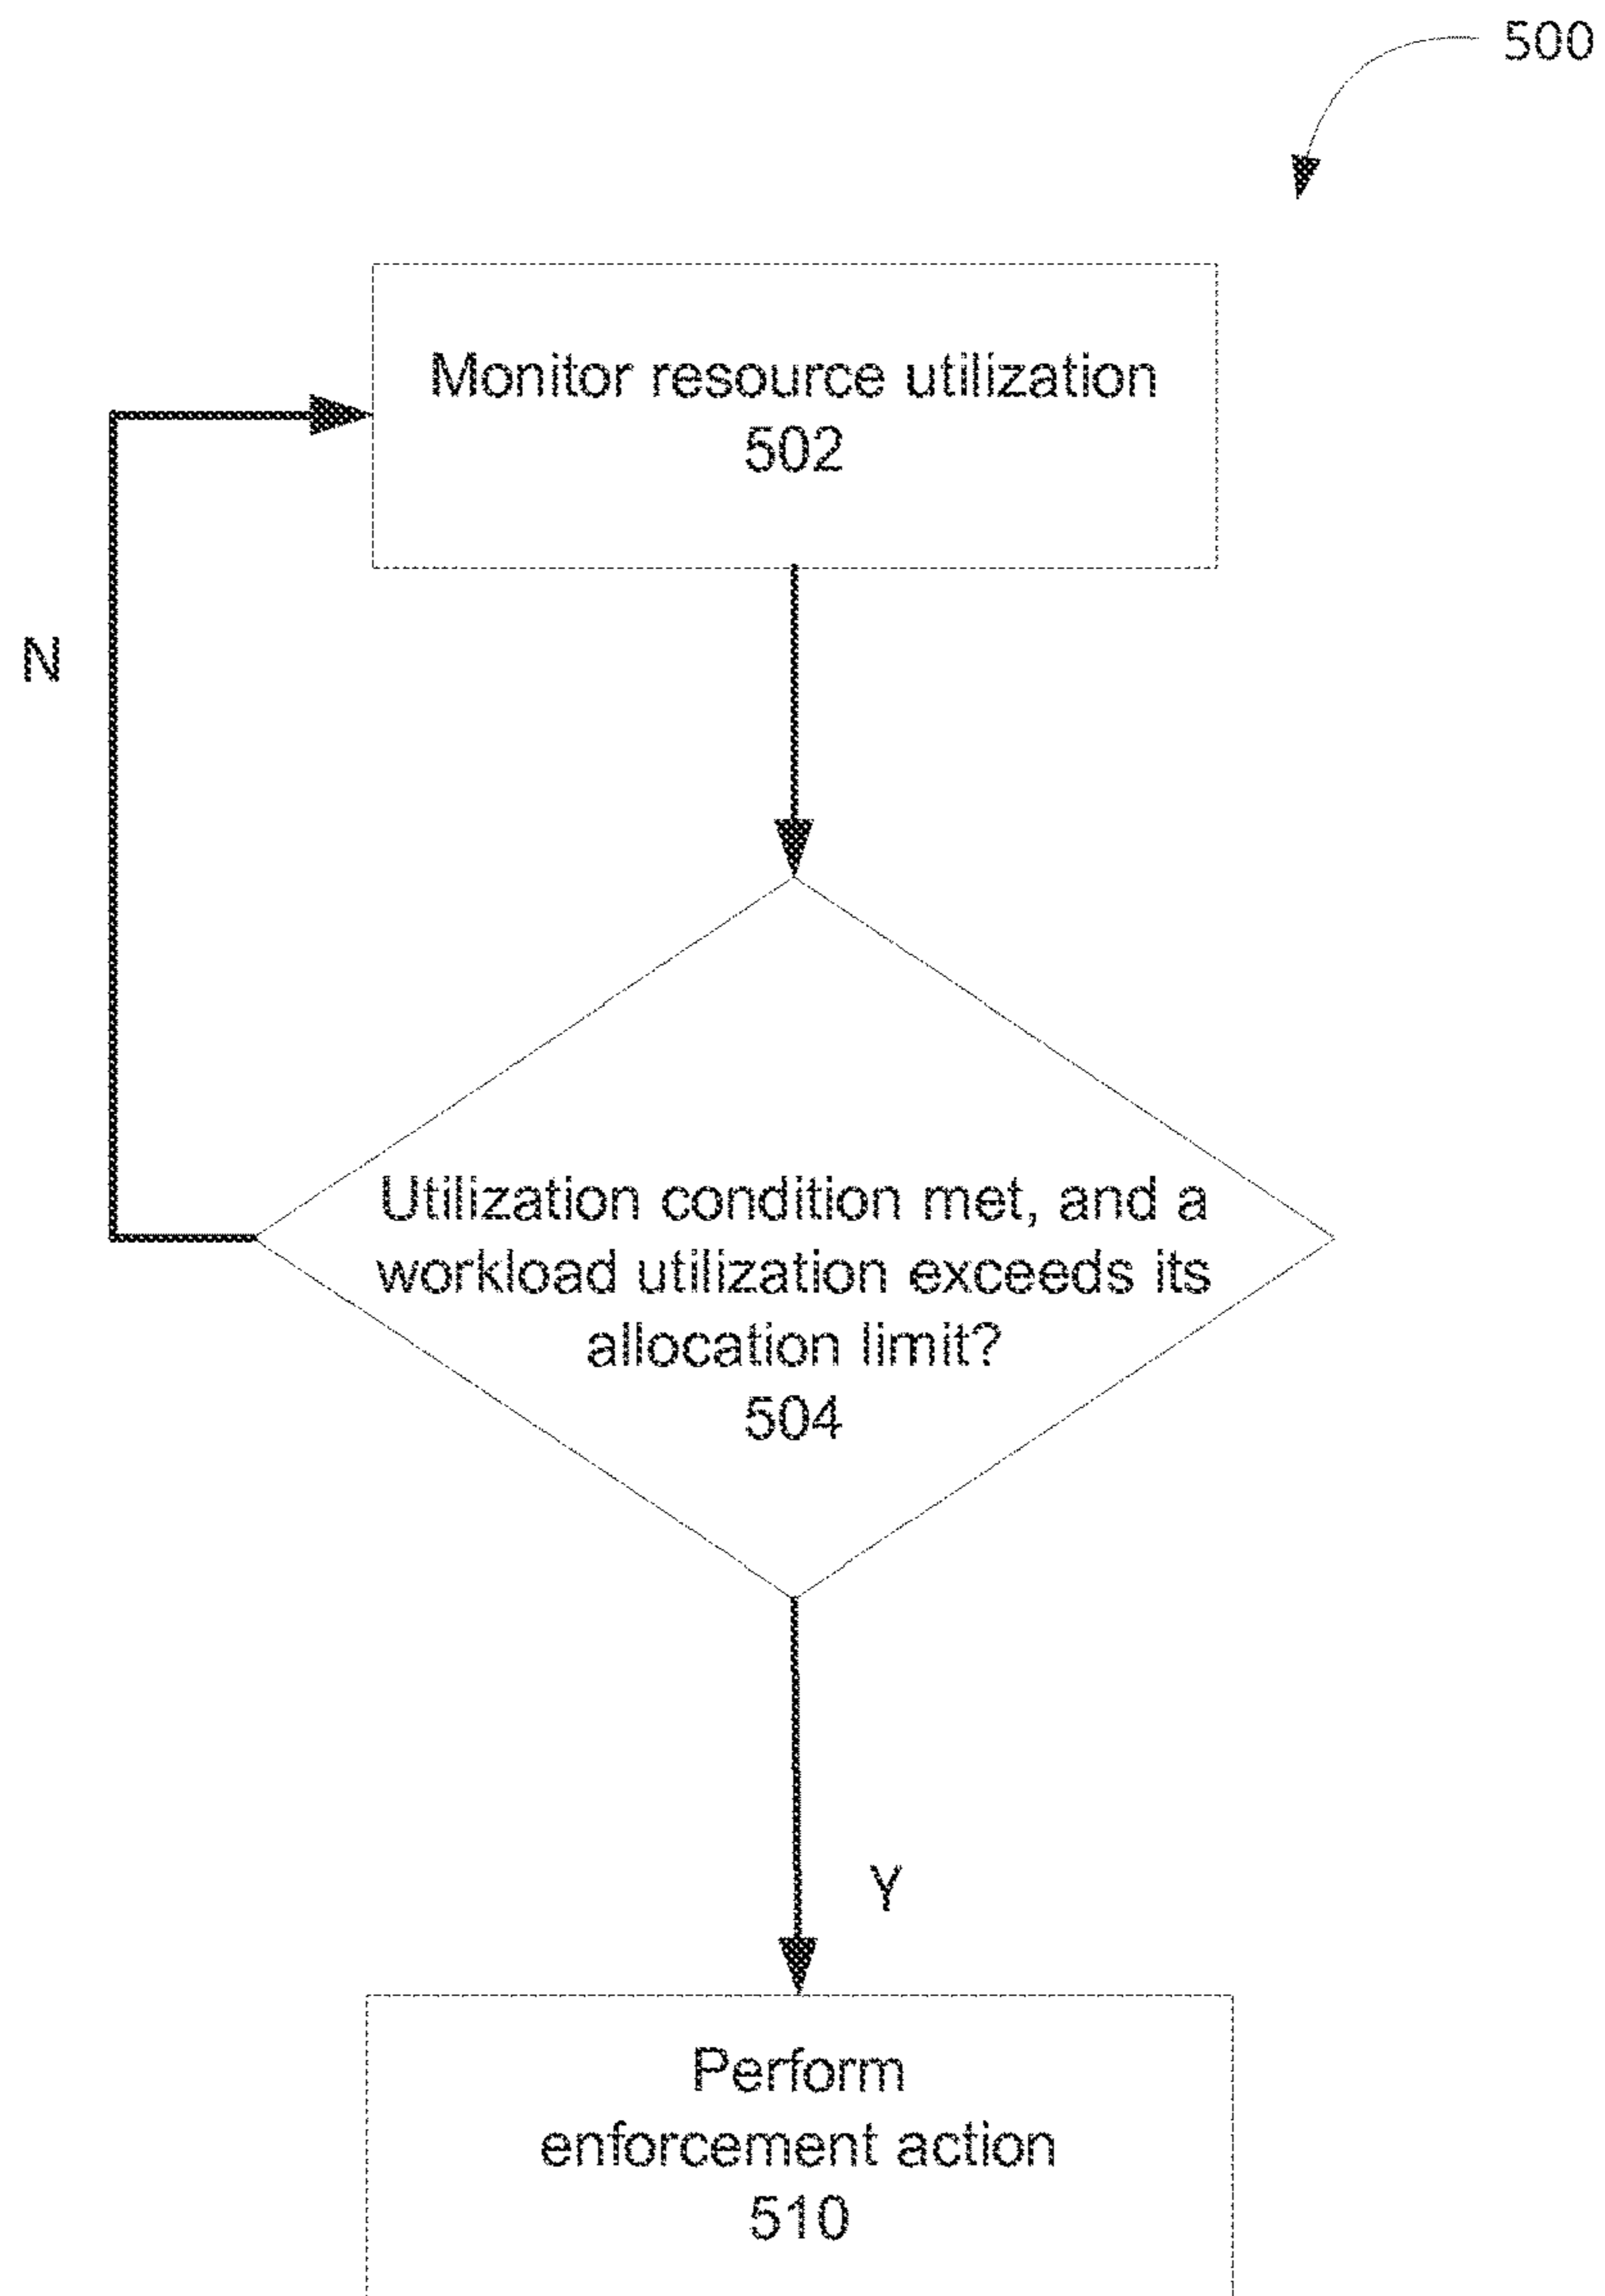 500
Monitor resource utilization
502
N
Utilization condition met, and a
workload utilization exceeds its
allocation limit?
504
Y
Perform
enforcement action
510